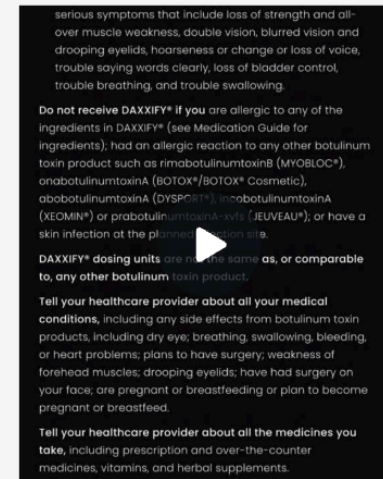 serious symptoms that include loss of strength and all-
over muscle weakness, double vision, blurred vision and
drooping eyelids, hoarseness or change or loss of voice,
trouble saying words clearly, loss of bladder control,
trouble breathing, and trouble swallowing.
Do not receive DAXXIFY® if you are allergic to any of the
ingredients in DAXXIFY® (see Medication Guide for
ingredients); had an allergic reaction to any other botulinum
toxin product such as rimabotulinumtoxinB (MYOBLOC®),
onabotulinumtoxinA (BOTOX®/BOTOX® Cosmetic),
abobotulinumtoxinA (DYSPORT®), incobotulinumtoxinA
(XEOMIN®) or prabotulinumtoxinA-xvfs (JEUVEAU®); or have a
skin infection at the planned injection site.
DAXXIFY® dosing units are not the same as, or comparable
to, any other botulinum toxin product.
Tell your healthcare provider about all your medical
conditions, including any side effects from botulinum toxin
products, including dry eye; breathing, swallowing, bleeding,
or heart problems; plans to have surgery; weakness of
forehead muscles; drooping eyelids; have had surgery on
your face; are pregnant or breastfeeding or plan to become
pregnant or breastfeed.
Tell your healthcare provider about all the medicines you
take, including prescription and over-the-counter
medicines, vitamins, and herbal supplements.